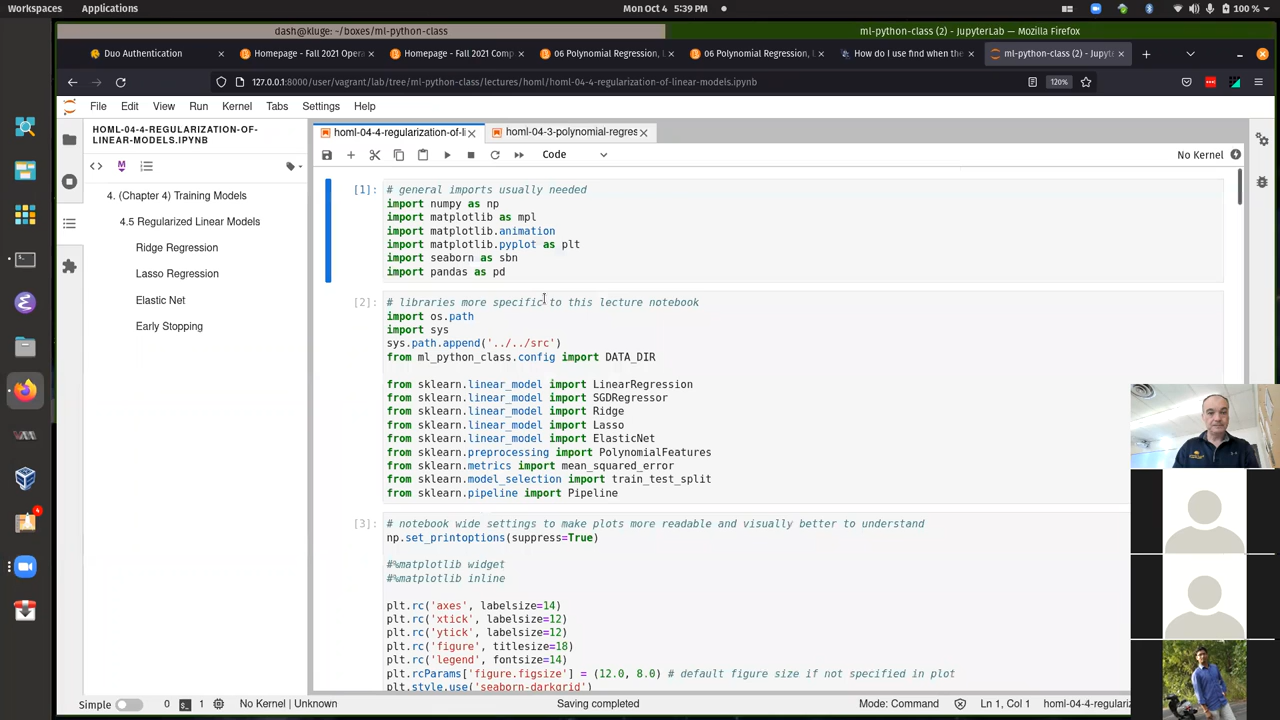 Workspaces
Applications
Mon Oct 4 5:39 PM
100 %
dash@kluge:~/boxes/ml-python-class
ml-python-class (2) - JupyterLab — Mozilla Firefox
Duo Authentication
Homepage - Fall 2021 Opera
Homepage - Fall 2021 Comp
06 Polynomial Regression, L
06 Polynomial Regression, L
How do I use find when the
ml-python-class (2) - Jupyte
127.0.0.1:8000/user/vagrant/lab/tree/ml-python-class/lectures/homl/homl-04-4-regularization-of-linear-models.ipynb
120%
File
Edit
View
Run
Kernel
Tabs
Settings
Help
HOML-04-4-REGULARIZATION-OF-
LINEAR-MODELS.IPYNB
homl-04-4-regularization-of-li
homl-04-3-polynomial-regres
Code
No Kernel
4. (Chapter 4) Training Models
4.5 Regularized Linear Models
Ridge Regression
Lasso Regression
Elastic Net
Early Stopping
[1]:
# general imports usually needed
import numpy as np
import matplotlib as mpl
import matplotlib.animation
import matplotlib.pyplot as plt
import seaborn as sbn
import pandas as pd
[2]:
# libraries more specific to this lecture notebook
import os.path
import sys
sys.path.append('../../src')
from ml_python_class.config import DATA_DIR
from sklearn.linear_model import LinearRegression
from sklearn.linear_model import SGDRegressor
from sklearn.linear_model import Ridge
from sklearn.linear_model import Lasso
from sklearn.linear_model import ElasticNet
from sklearn.preprocessing import PolynomialFeatures
from sklearn.metrics import mean_squared_error
from sklearn.model_selection import train_test_split
from sklearn.pipeline import Pipeline
[3]:
# notebook wide settings to make plots more readable and visually better to understand
np.set_printoptions(suppress=True)
#%matplotlib widget
#%matplotlib inline
plt.rc('axes', labelsize=14)
plt.rc('xtick', labelsize=12)
plt.rc('ytick', labelsize=12)
plt.rc('figure', titlesize=18)
plt.rc('legend', fontsize=14)
plt.rcParams['figure.figsize'] = (12.0, 8.0) # default figure size if not specified in plot
plt.style.use('seaborn-darkgrid')
Simple
0
1
No Kernel | Unknown
Saving completed
Mode: Command
Ln 1, Col 1
homl-04-4-regulariz